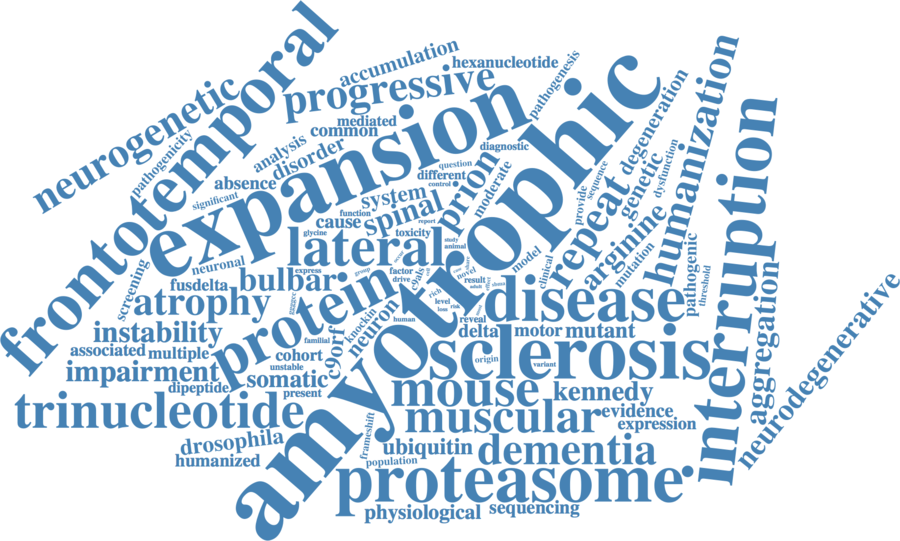 accumulation
hexanucleotide
progressive
neurogenetic
frontotemporal
pathogenesis
pathogenicity
mediated
common
analysis
disorder
expansion
amyotrophic
diagnostic
degeneration
humanization
absence
significant
question
different
control
system
prion
moderate
sequence
provide
genetic
dysfunction
function
cause
spinal
report
repeat
arginine
interruption
glycine
toxicity
lateral
study
animal
model
clinical
mutation
pathogenic
threshold
screening
neuronal
bulbar
express
group
factor
drive
c9als
novel
result
adult
fusdelta
atrophy
protein
rich
level
loss
risk
disease
aggregation
neurodegenerative
instability
c9orf
knockin
neuron
human
familial
reveal
delta
motor
mutant
associated
multiple
cohort
unstable
sclerosis
origin
variant
impairment
dipeptide
somatic
present
mouse
kennedy
trinucleotide
muscular
evidence
expression
drosophila
humanized
frameshift
ubiquitin
dementia
population
proteasome
physiological
sequencing